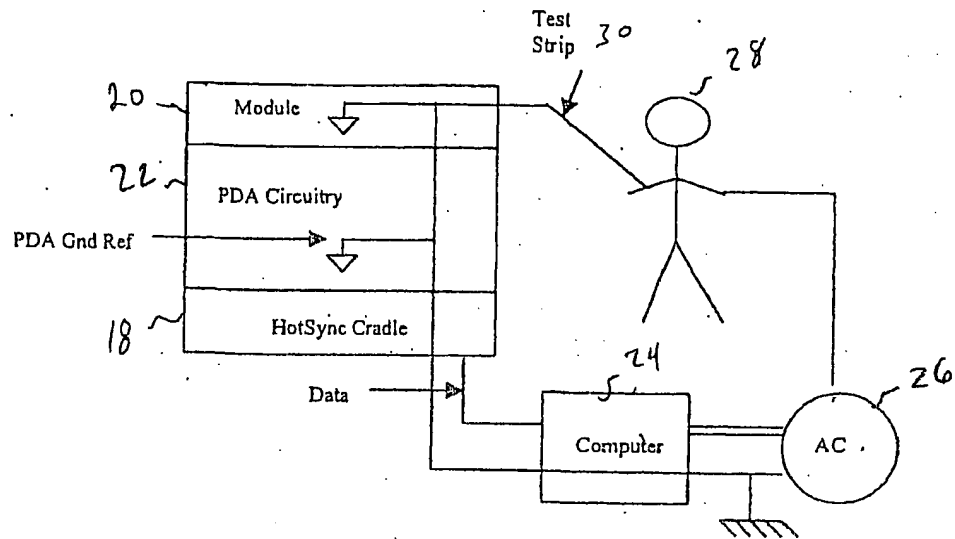 Test
Strip 30
28
20
Module
22
PDA Circuitry
PDA Gnd Ref
18
HotSync Cradle
24
26
Data
Computer
AC